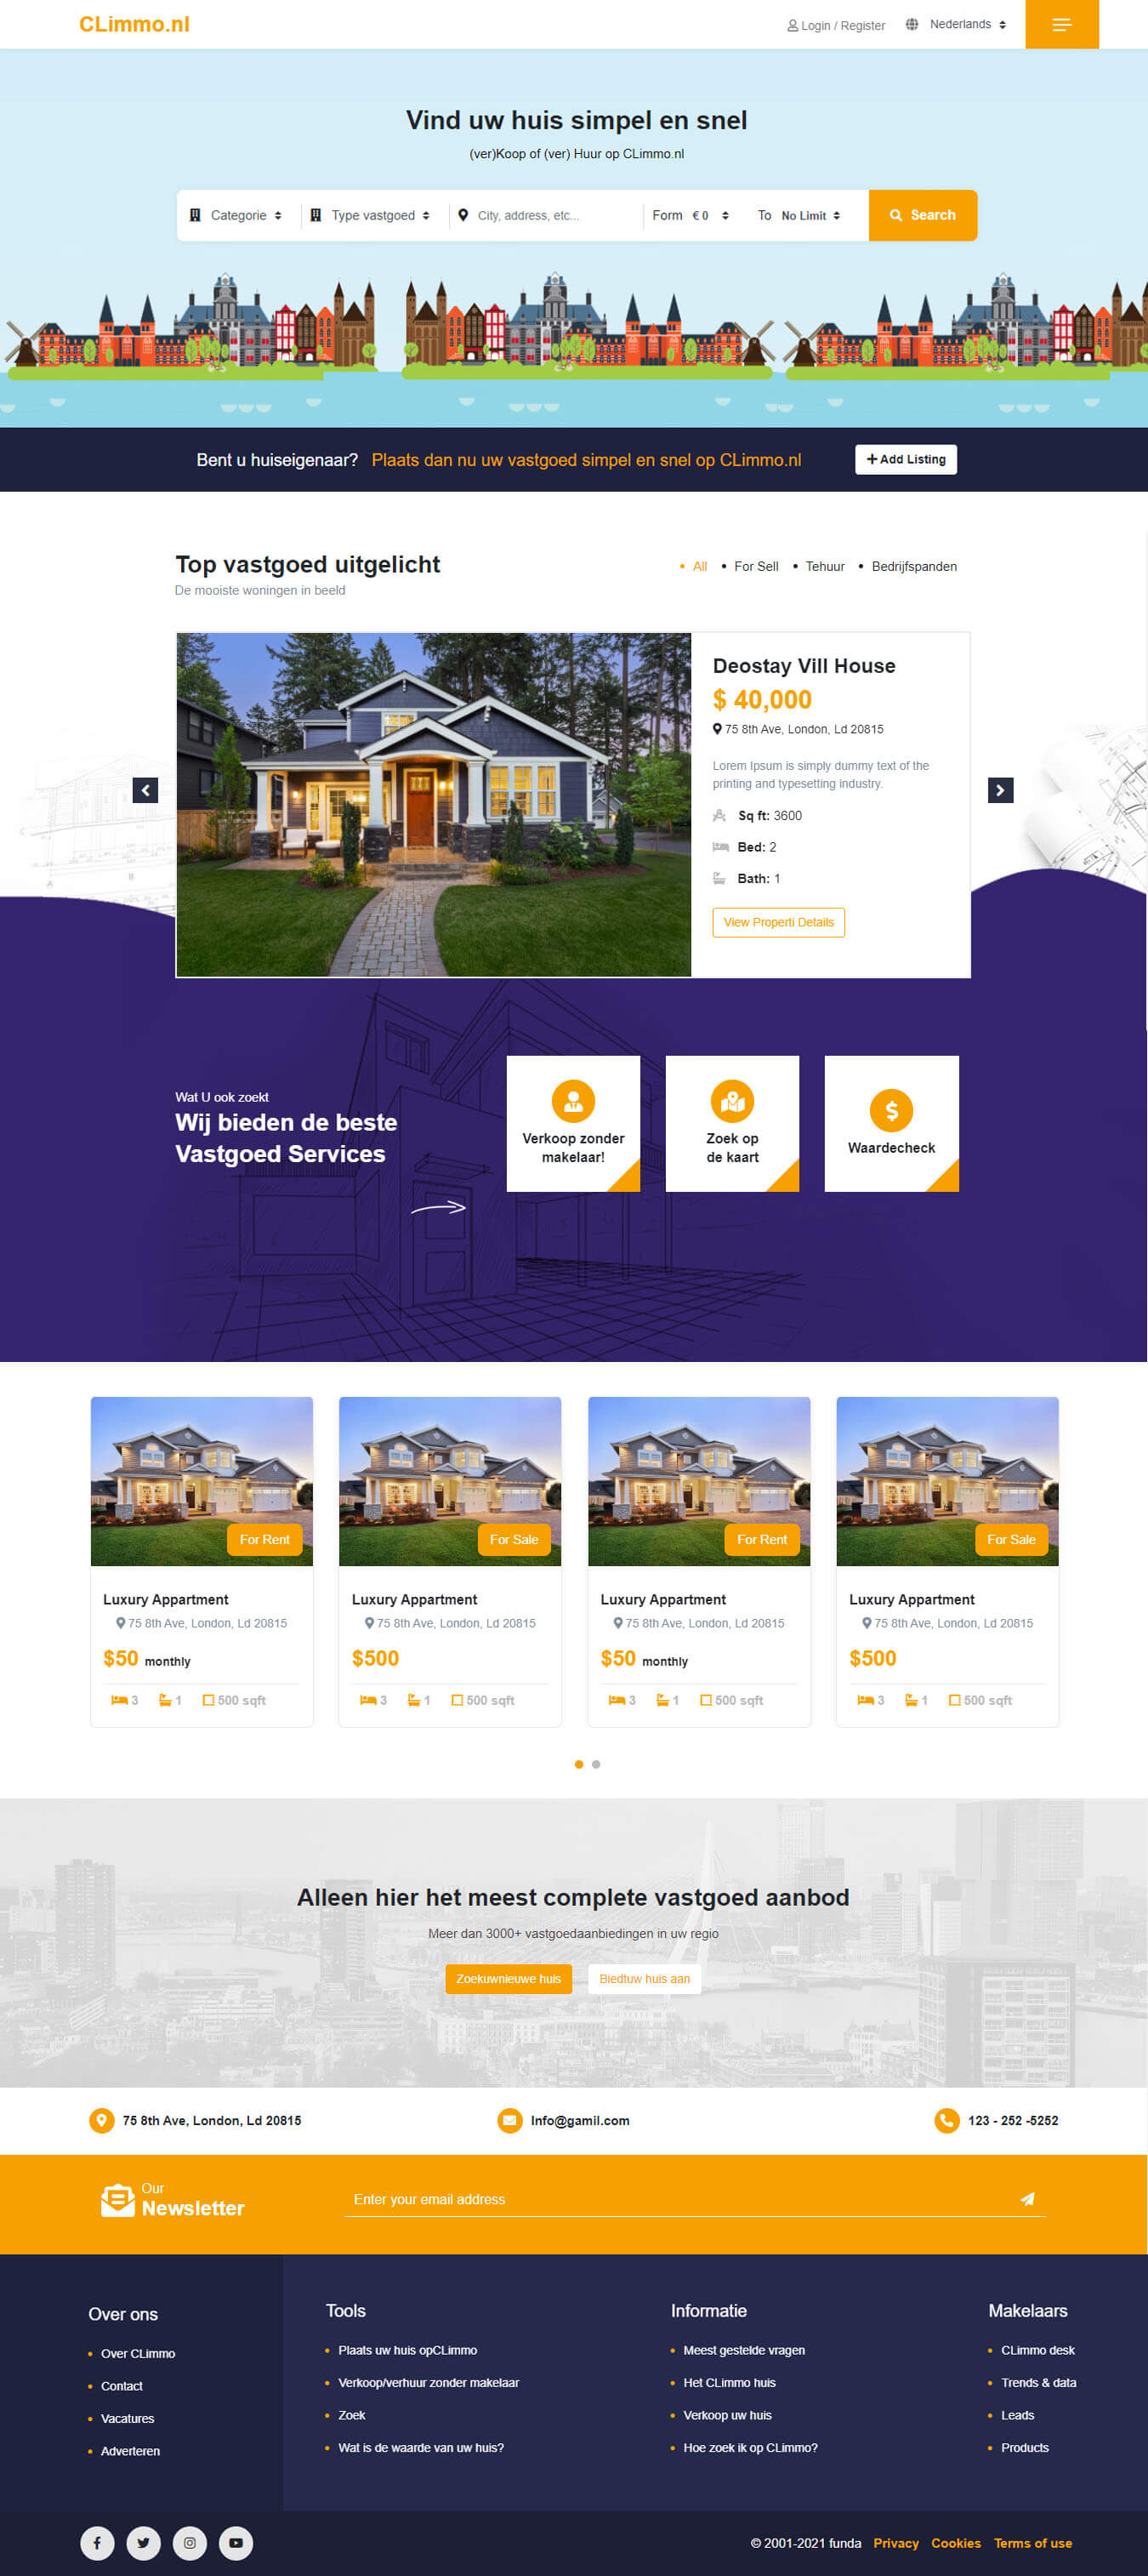 CLimmo.nl
Login / Register
Nederlands
Vind uw huis simpel en snel
(ver)Koop of (ver) Huur op CLimmo.nl
Categorie
Type vastgoed
City, address, etc...
Form € 0
To No Limit
Search
Bent u huiseigenaar? Plaats dan nu uw vastgoed simpel en snel op CLimmo.nl
Add Listing
Top vastgoed uitgelicht
De mooiste woningen in beeld
All
For Sell
Tehuur
Bedrijfspanden
Deostay Vill House
$ 40,000
75 8th Ave, London, Ld 20815
Lorem Ipsum is simply dummy text of the
printing and typesetting industry.
Sq ft: 3600
Bed: 2
Bath: 1
View Properti Details
A
B
Wat U ook zoekt
Wij bieden de beste
Vastgoed Services
Verkoop zonder
makelaar!
Zoek op
de kaart
Waardecheck
For Rent
Luxury Appartment
75 8th Ave, London, Ld 20815
$50 monthly
3 1 500 sqft
For Sale
Luxury Appartment
75 8th Ave, London, Ld 20815
$500
3 1 500 sqft
For Rent
Luxury Appartment
75 8th Ave, London, Ld 20815
$50 monthly
3 1 500 sqft
For Sale
Luxury Appartment
75 8th Ave, London, Ld 20815
$500
3 1 500 sqft
Alleen hier het meest complete vastgoed aanbod
Meer dan 3000+ vastgoedaanbiedingen in uw regio
Zoekuwnieuwe huis
Biedtuw huis aan
75 8th Ave, London, Ld 20815
Info@gamil.com
123 - 252 -5252
Our
Newsletter
Enter your email address
Over ons
Over CLimmo
Contact
Vacatures
Adverteren
Tools
Plaats uw huis opCLimmo
Verkoop/verhuur zonder makelaar
Zoek
Wat is de waarde van uw huis?
Informatie
Meest gestelde vragen
Het CLimmo huis
Verkoop uw huis
Hoe zoek ik op CLimmo?
Makelaars
CLimmo desk
Trends & data
Leads
Products
© 2001-2021 funda
Privacy
Cookies
Terms of use